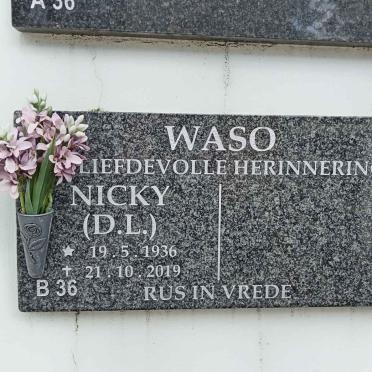 A 36
WASO
LIEFDEVOLLE HERINNERING
NICKY
(D.L.)
★ 19 . 5 . 1936
✝ 21 . 10 . 2019
B 36
RUS IN VREDE